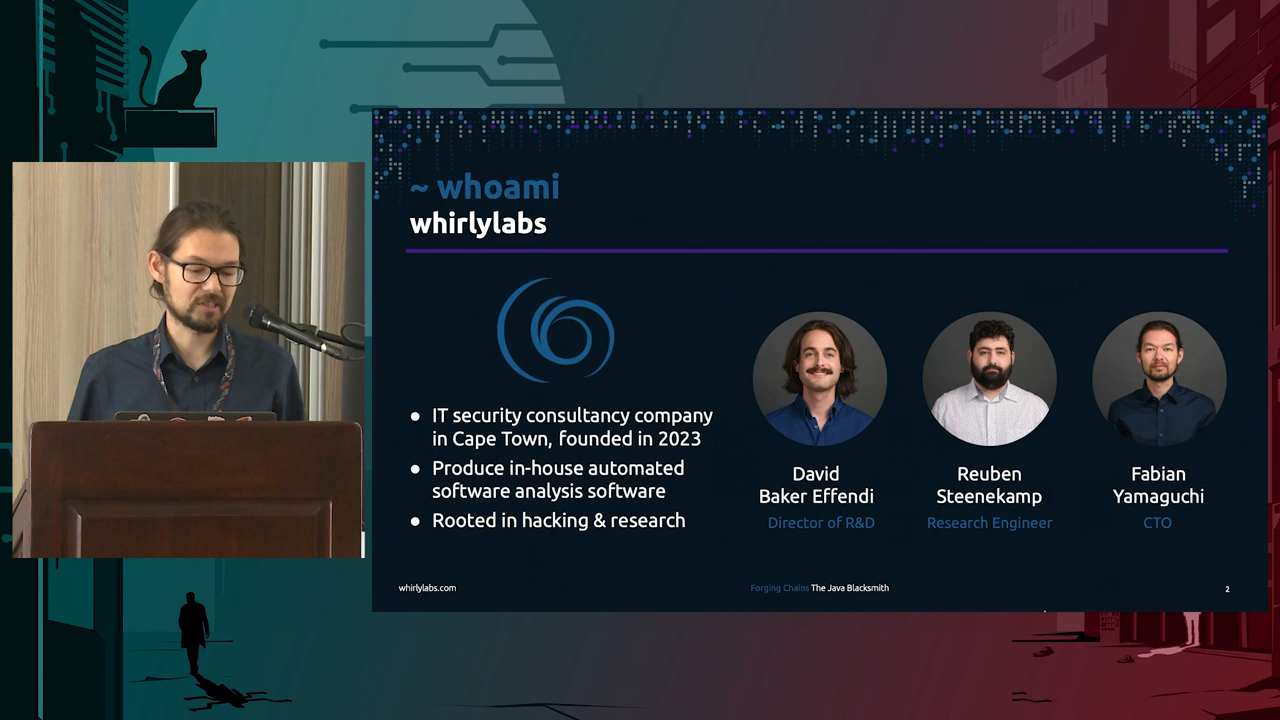 ~ whoami
whirlylabs
● IT security consultancy company
in Cape Town, founded in 2023
● Produce in-house automated
software analysis software
● Rooted in hacking & research
David
Baker Effendi
Director of R&D
Reuben
Steenekamp
Research Engineer
Fabian
Yamaguchi
CTO
whirlylabs.com
Forging Chains The Java Blacksmith
2